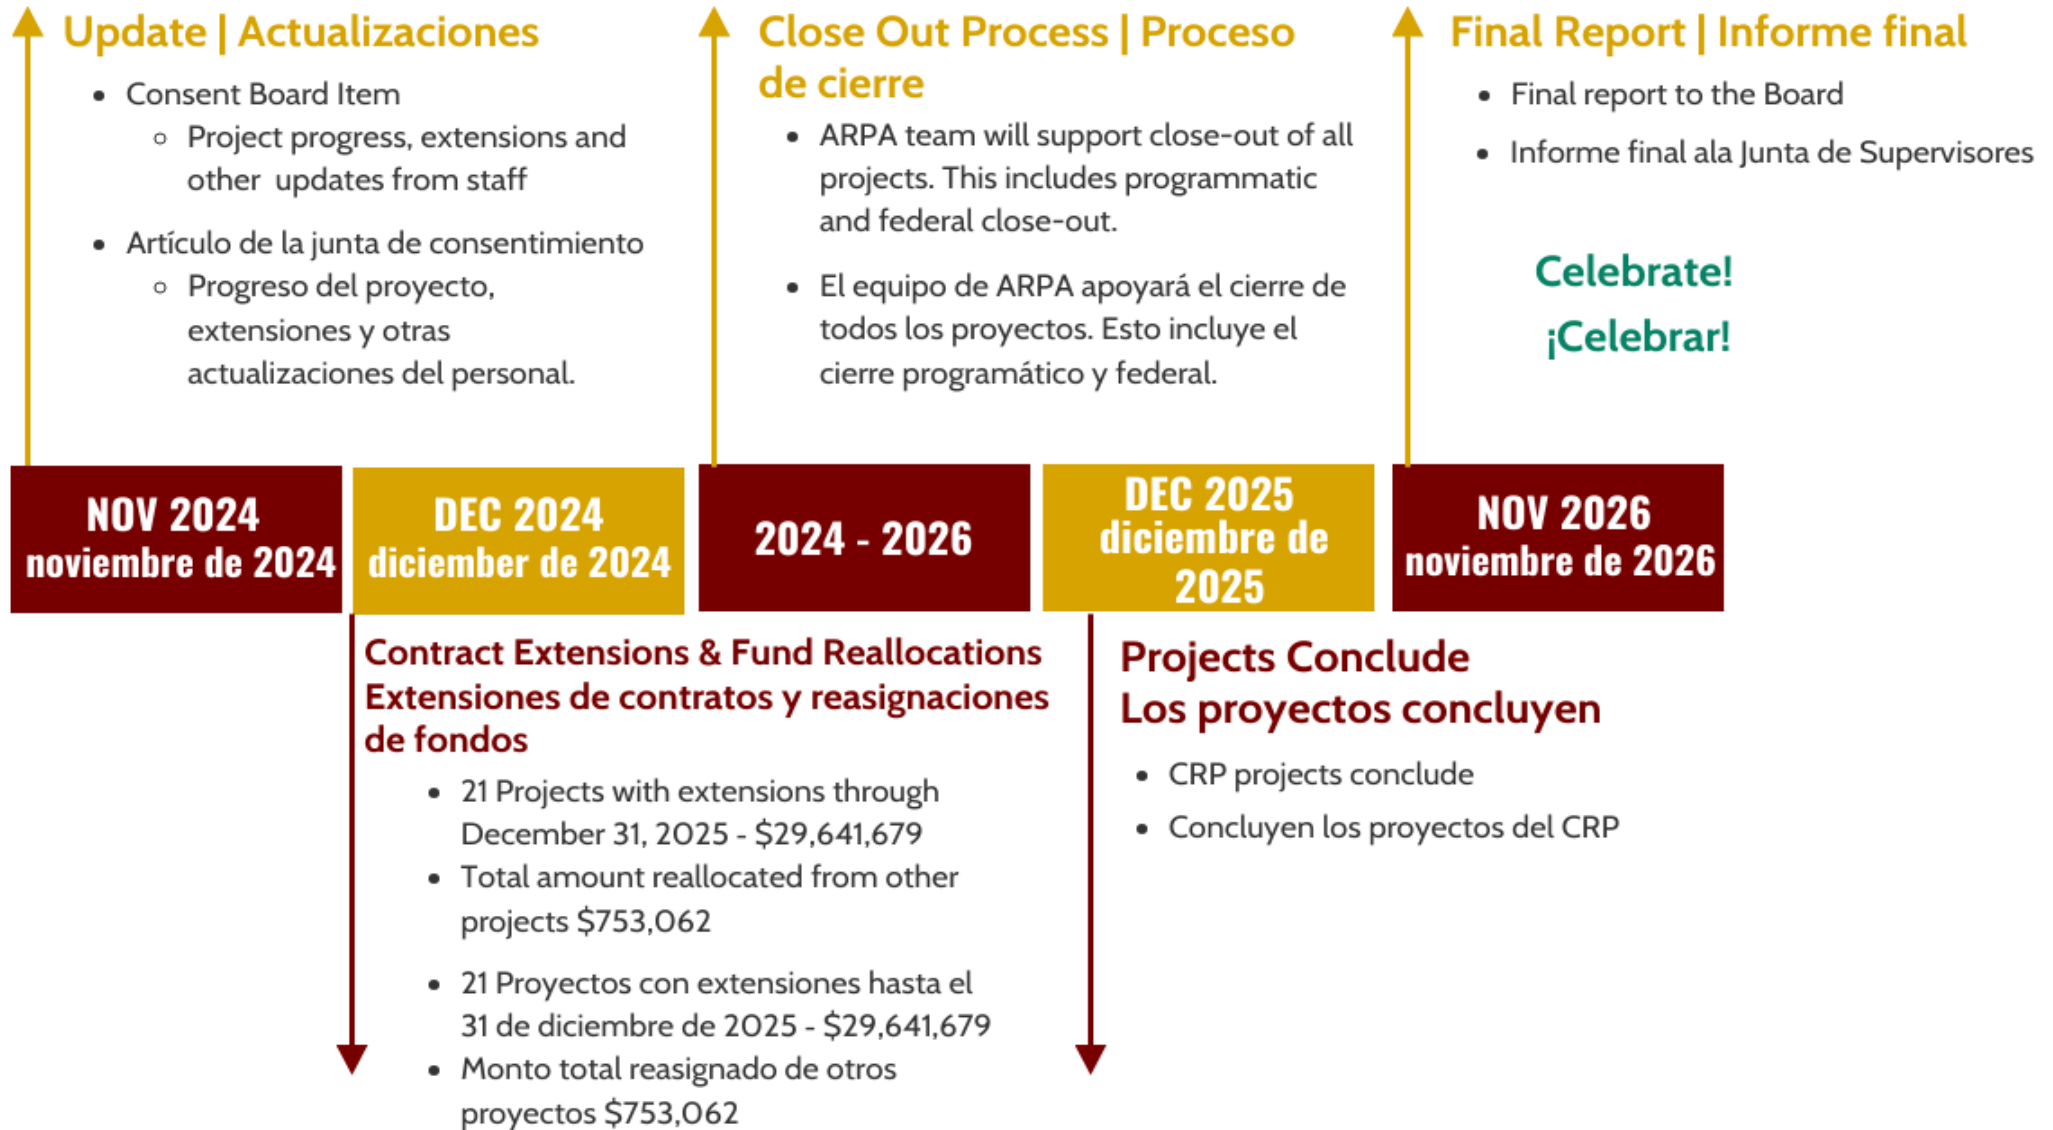 Update | Actualizaciones
• Consent Board Item
○ Project progress, extensions and
other updates from staff
• Artículo de la junta de consentimiento
○ Progreso del proyecto,
extensiones y otras
actualizaciones del personal.
Close Out Process | Proceso
de cierre
• ARPA team will support close-out of all
projects. This includes programmatic
and federal close-out.
• El equipo de ARPA apoyará el cierre de
todos los proyectos. Esto incluye el
cierre programático y federal.
Final Report | Informe final
• Final report to the Board
• Informe final ala Junta de Supervisores
Celebrate!
¡Celebrar!
NOV 2024
noviembre de 2024
DEC 2024
diciember de 2024
2024 - 2026
DEC 2025
diciembre de
2025
NOV 2026
noviembre de 2026
Contract Extensions & Fund Reallocations
Extensiones de contratos y reasignaciones
de fondos
• 21 Projects with extensions through
December 31, 2025 - $29,641,679
• Total amount reallocated from other
projects $753,062
• 21 Proyectos con extensiones hasta el
31 de diciembre de 2025 - $29,641,679
• Monto total reasignado de otros
proyectos $753,062
Projects Conclude
Los proyectos concluyen
• CRP projects conclude
• Concluyen los proyectos del CRP